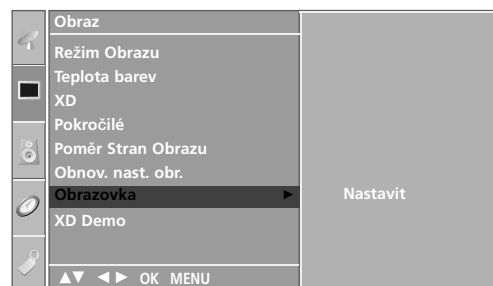 Obraz
Režim Obrazu
Teplota barev
XD
Pokročilé
Poměr Stran Obrazu
Obnov. nast. obr.
Obrazovka ► Nastavit
XD Demo
▲▼ ◄► OK MENU